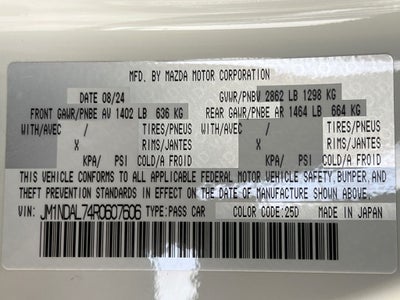 MFD. BY MAZDA MOTOR CORPORATION
DATE 08/24 GVWR/PNBV 2862 LB 1298 KG
FRONT GAWR/PNBE AV 1402 LB 636 KG REAR GAWR/PNBE AR 1464 LB 664 KG
WITH/AVEC / TIRES/PNEUS WITH/AVEC / TIRES/PNEUS
X RIMS/JANTES X RIMS/JANTES
KPA/ PSI COLD/A FROID KPA/ PSI COLD/A FROID
THIS VEHICLE CONFORMS TO ALL APPLICABLE FEDERAL MOTOR VEHICLE SAFETY, BUMPER, AND
THEFT PREVENTION STANDARDS IN EFFECT ON THE DATE OF MANUFACTURE SHOWN ABOVE.
VIN: JM1NDAL74R0607606 TYPE:PASS CAR COLOR CODE:25D MADE IN JAPAN